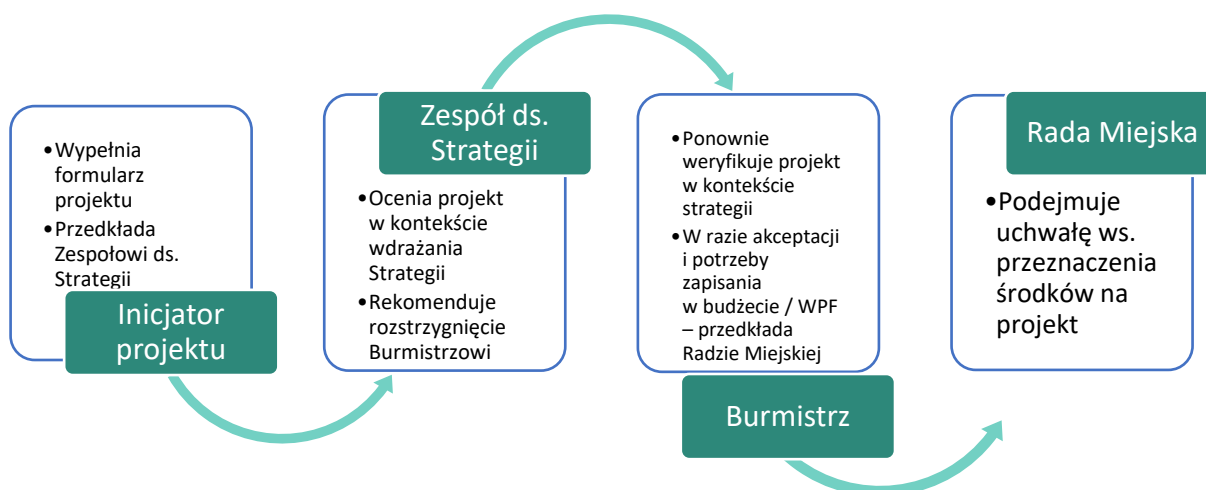 •Wypełnia
formularz
projektu
•Przedkłada
Zespołowi ds.
Strategii
Inicjator
projektu
Zespół ds.
Strategii
•Ocenia projekt
w kontekście
wdrażania
Strategii
•Rekomenduje
rozstrzygnięcie
Burmistrzowi
•Ponownie
weryfikuje projekt
w kontekście
strategii
•W razie akceptacji
i potrzeby
zapisania
w budżecie / WPF
– przedkłada
Radzie Miejskiej
Burmistrz
Rada Miejska
•Podejmuje
uchwałę ws.
przeznaczenia
środków na
projekt